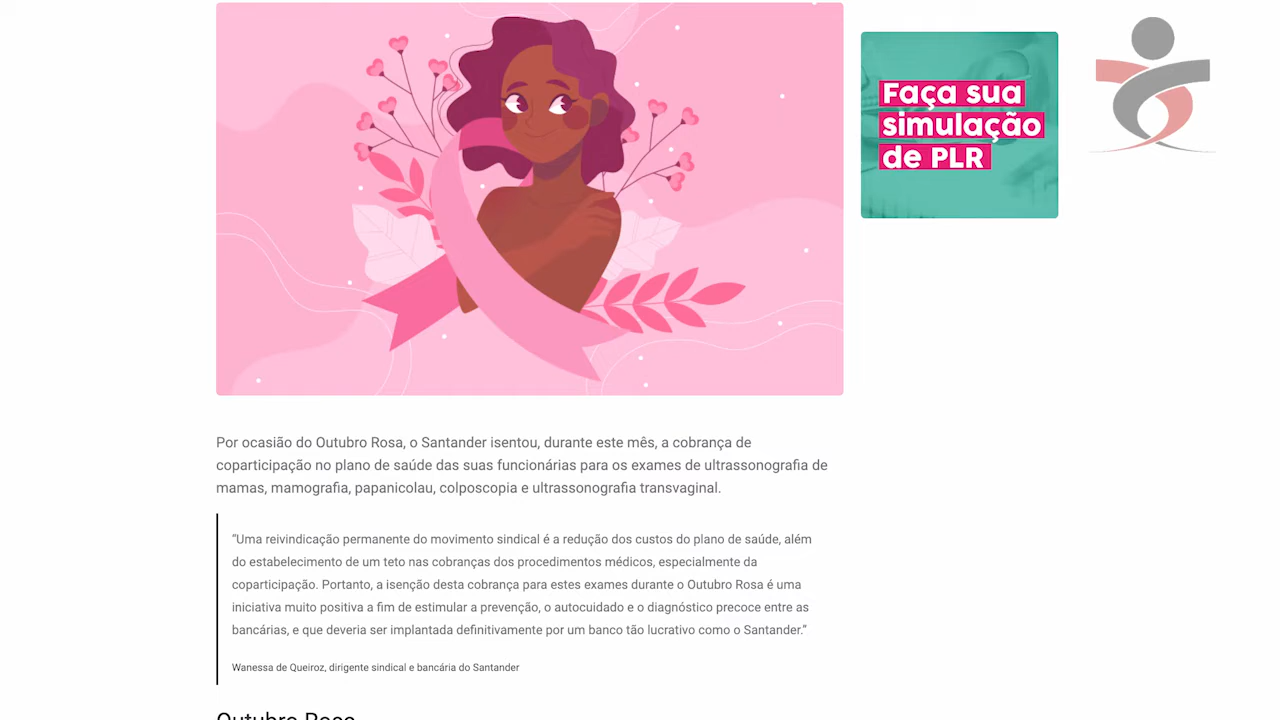 Faça sua
simulação
de PLR
Por ocasião do Outubro Rosa, o Santander isentou, durante este mês, a cobrança de
coparticipação no plano de saúde das suas funcionárias para os exames de ultrassonografia de
mamas, mamografia, papanicolau, colposcopia e ultrassonografia transvaginal.
“Uma reivindicação permanente do movimento sindical é a redução dos custos do plano de saúde, além
do estabelecimento de um teto nas cobranças dos procedimentos médicos, especialmente da
coparticipação. Portanto, a isenção desta cobrança para estes exames durante o Outubro Rosa é uma
iniciativa muito positiva a fim de estimular a prevenção, o autocuidado e o diagnóstico precoce entre as
bancárias, e que deveria ser implantada definitivamente por um banco tão lucrativo como o Santander.”
Wanessa de Queiroz, dirigente sindical e bancária do Santander
Outubro Rosa